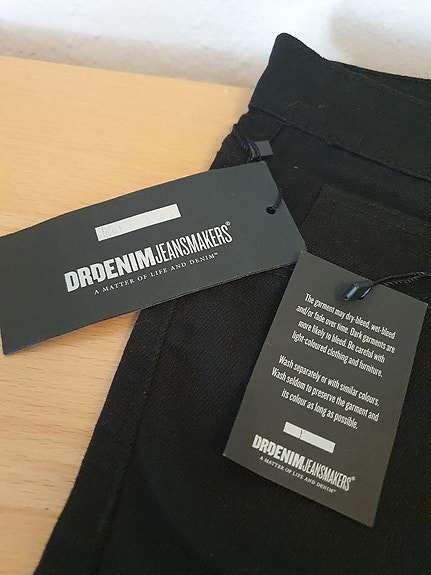 DRDENIMJEANSMAKERS®
A MATTER OF LIFE AND DENIM™
The garment may dry-bleed, wet-bleed
and/or fade over time. Dark garments are
more likely to bleed. Be careful with
light-coloured clothing and furniture.
Wash separately or with similar colours.
Wash seldom to preserve the garment and
its colour as long as possible.
DRDENIMJEANSMAKERS®
A MATTER OF LIFE AND DENIM™